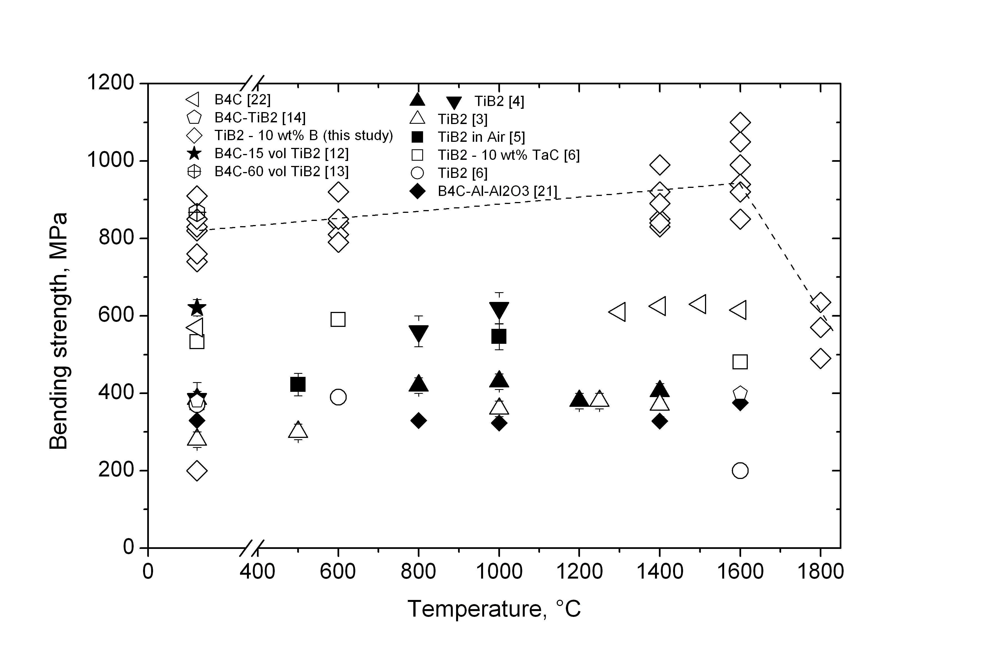 1200
1000
800
600
400
200
0
Bending strength, MPa
B4C [22]
B4C-TiB2 [14]
TiB2 - 10 wt% B (this study)
B4C-15 vol TiB2 [12]
B4C-60 vol TiB2 [13]
TiB2 [4]
TiB2 [3]
TiB2 in Air [5]
TiB2 - 10 wt% TaC [6]
TiB2 [6]
B4C-Al-Al2O3 [21]
0 400 600 800 1000 1200 1400 1600 1800
Temperature, °C